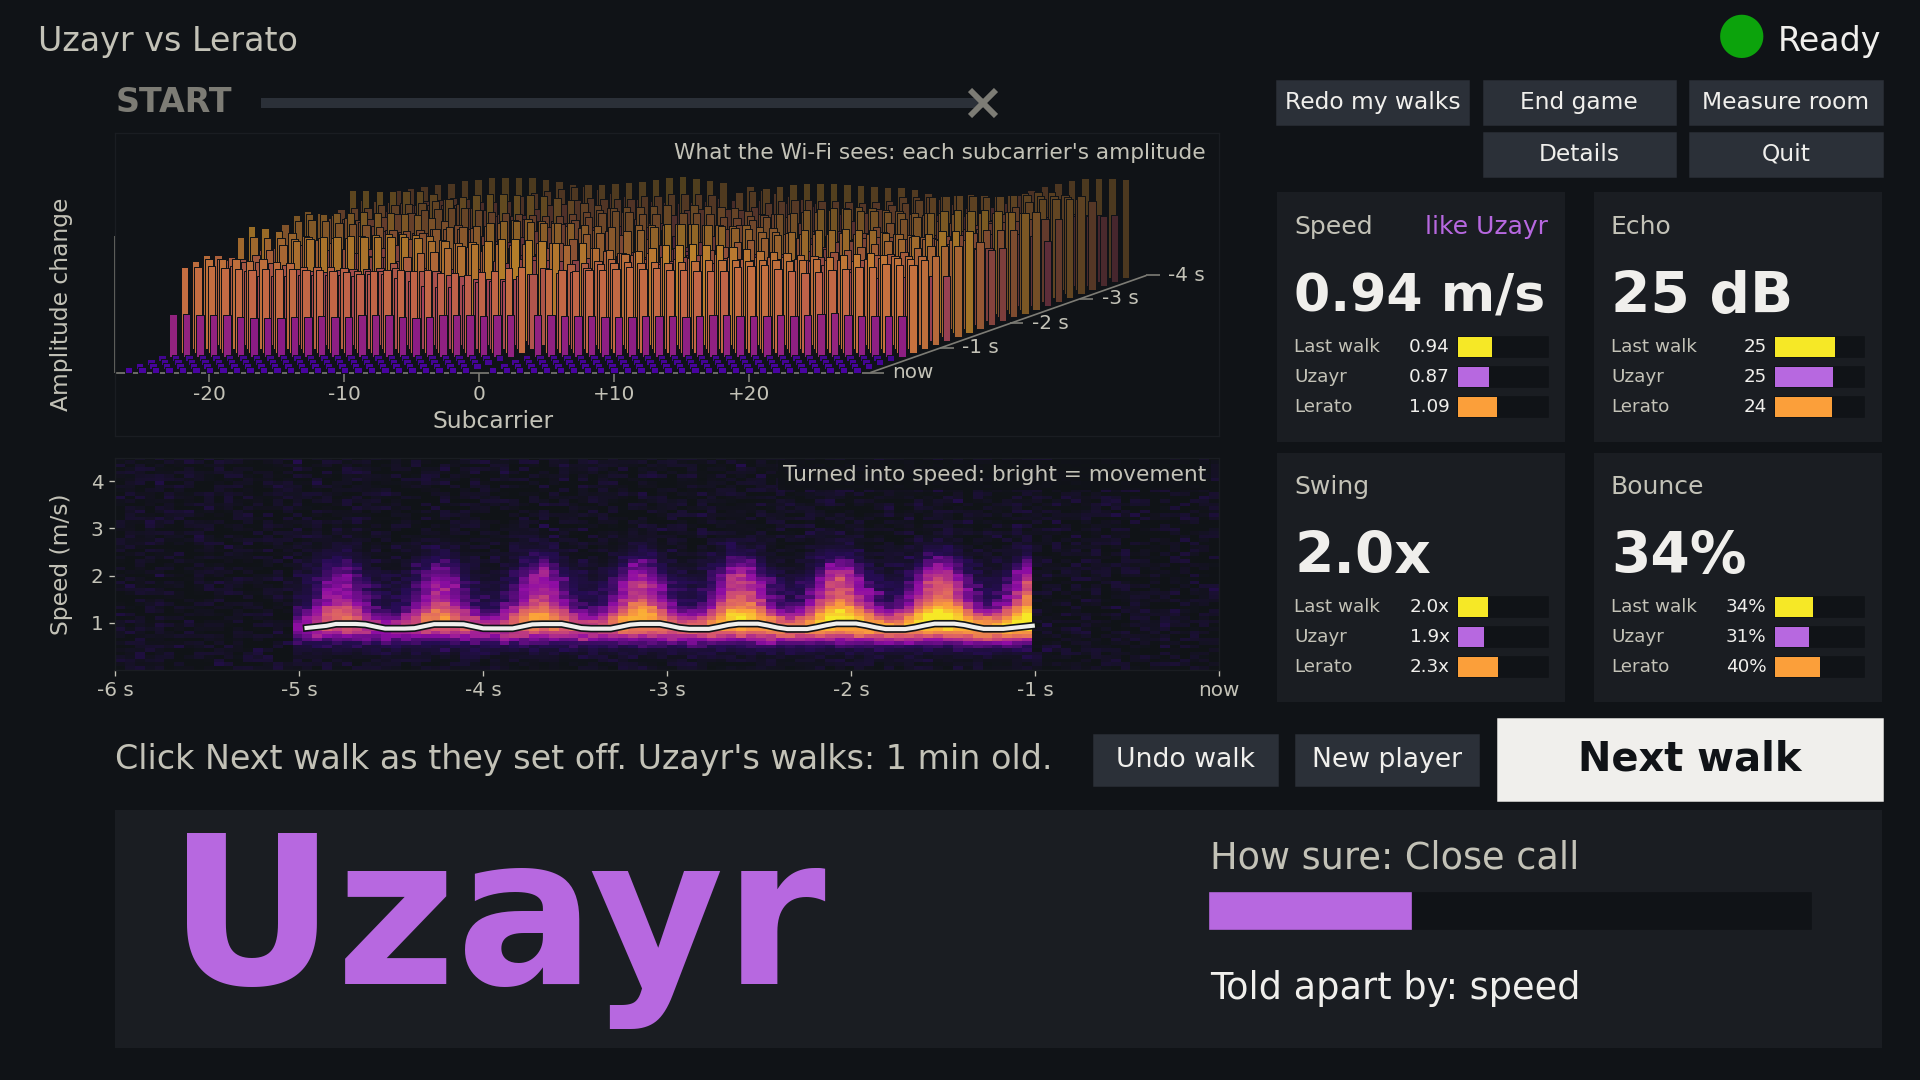 Uzayr vs Lerato
Ready
START
Redo my walks
End game
Measure room
Details
Quit
What the Wi-Fi sees: each subcarrier's amplitude
Amplitude change
-4 s
-3 s
-2 s
-1 s
now
-20
-10
0
+10
+20
Subcarrier
Turned into speed: bright = movement
Speed (m/s)
4
3
2
1
-6 s
-5 s
-4 s
-3 s
-2 s
-1 s
now
Speed
like Uzayr
0.94 m/s
Last walk 0.94
Uzayr 0.87
Lerato 1.09
Echo
25 dB
Last walk 25
Uzayr 25
Lerato 24
Swing
2.0x
Last walk 2.0x
Uzayr 1.9x
Lerato 2.3x
Bounce
34%
Last walk 34%
Uzayr 31%
Lerato 40%
Click Next walk as they set off. Uzayr's walks: 1 min old.
Undo walk
New player
Next walk
Uzayr
How sure: Close call
Told apart by: speed